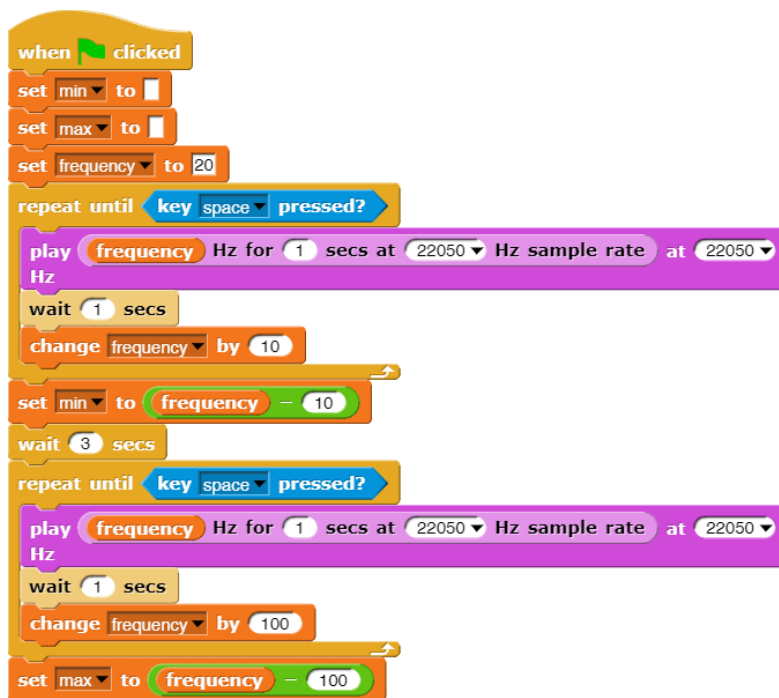 when clicked
set min to
set max to
set frequency to 20
repeat until key space pressed?
play frequency Hz for 1 secs at 22050 Hz sample rate at 22050
Hz
wait 1 secs
change frequency by 10
set min to frequency - 10
wait 3 secs
repeat until key space pressed?
play frequency Hz for 1 secs at 22050 Hz sample rate at 22050
Hz
wait 1 secs
change frequency by 100
set max to frequency - 100